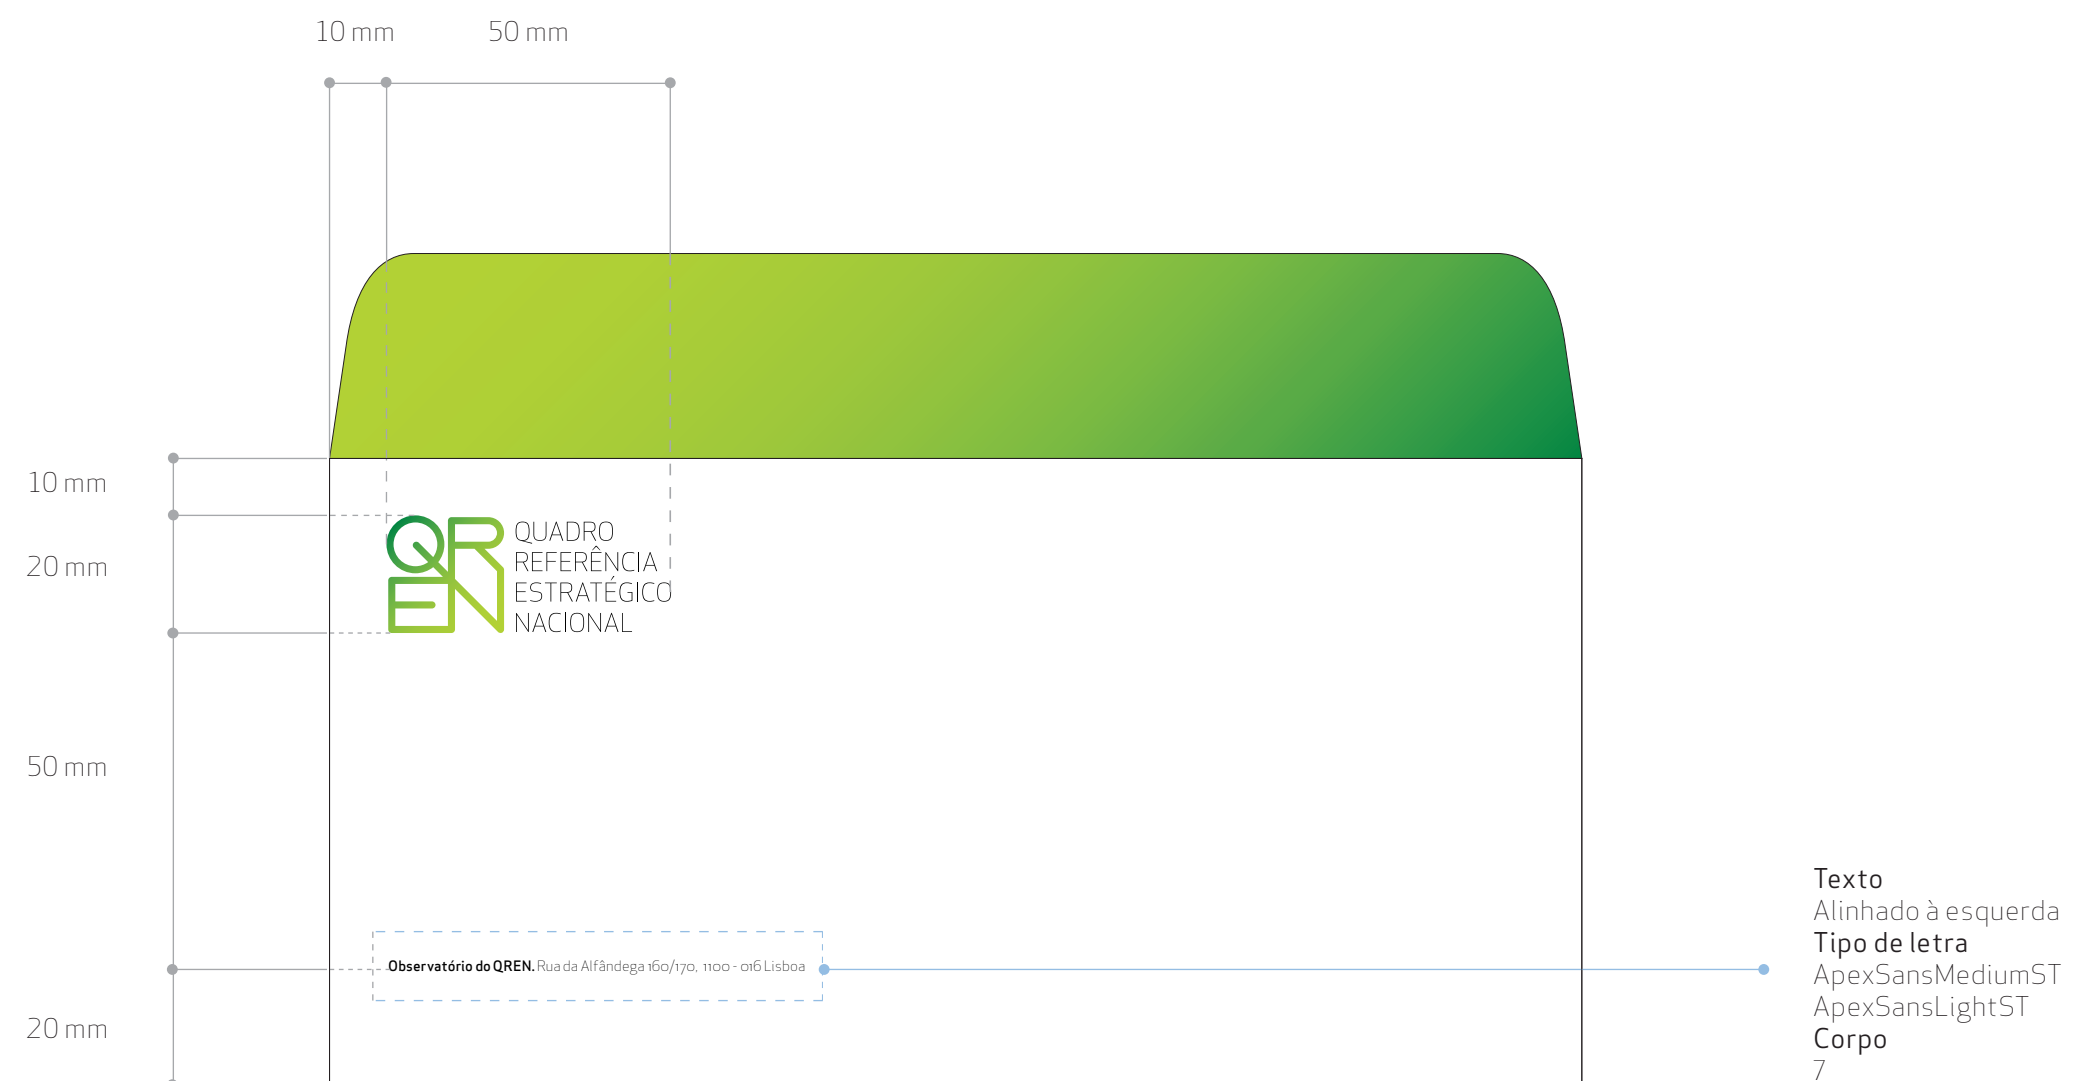 10 mm 50 mm
10 mm
20 mm
50 mm
20 mm
QREN
QUADRO
REFERÊNCIA
ESTRATÉGICO
NACIONAL
Observatório do QREN. Rua da Alfândega 160/170, 1100 - 016 Lisboa
Texto
Alinhado à esquerda
Tipo de letra
ApexSansMediumST
ApexSansLightST
Corpo
7